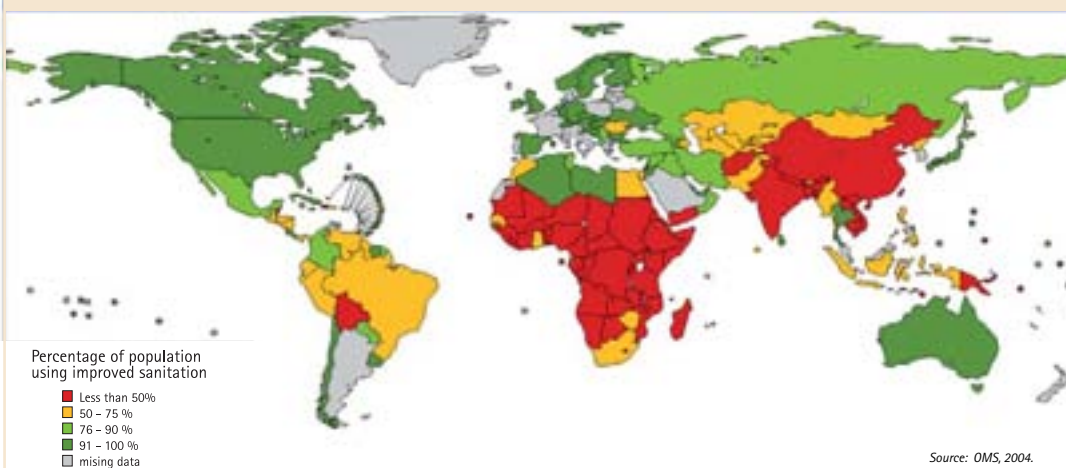 Percentage of population
using improved sanitation
Less than 50%
50 - 75 %
76 - 90 %
91 - 100 %
mising data
Source: OMS, 2004.